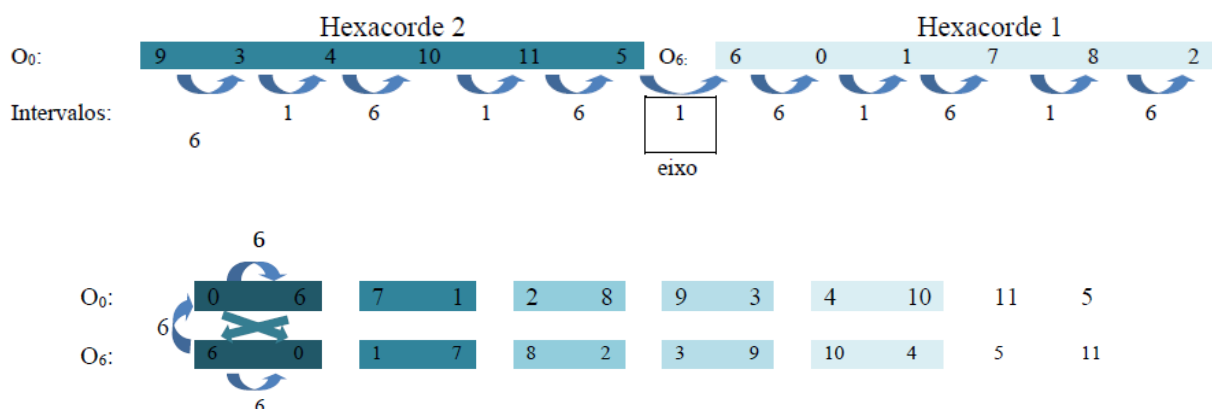 Hexacorde 2 Hexacorde 1
O₀: 9 3 4 10 11 5 O₆: 6 0 1 7 8 2
Intervalos: 1 6 1 6 1 6 1 6 1 6
6
eixo
6
O₀: 0 6 7 1 2 8 9 3 4 10 11 5
6
O₆: 6 0 1 7 8 2 3 9 10 4 5 11
6